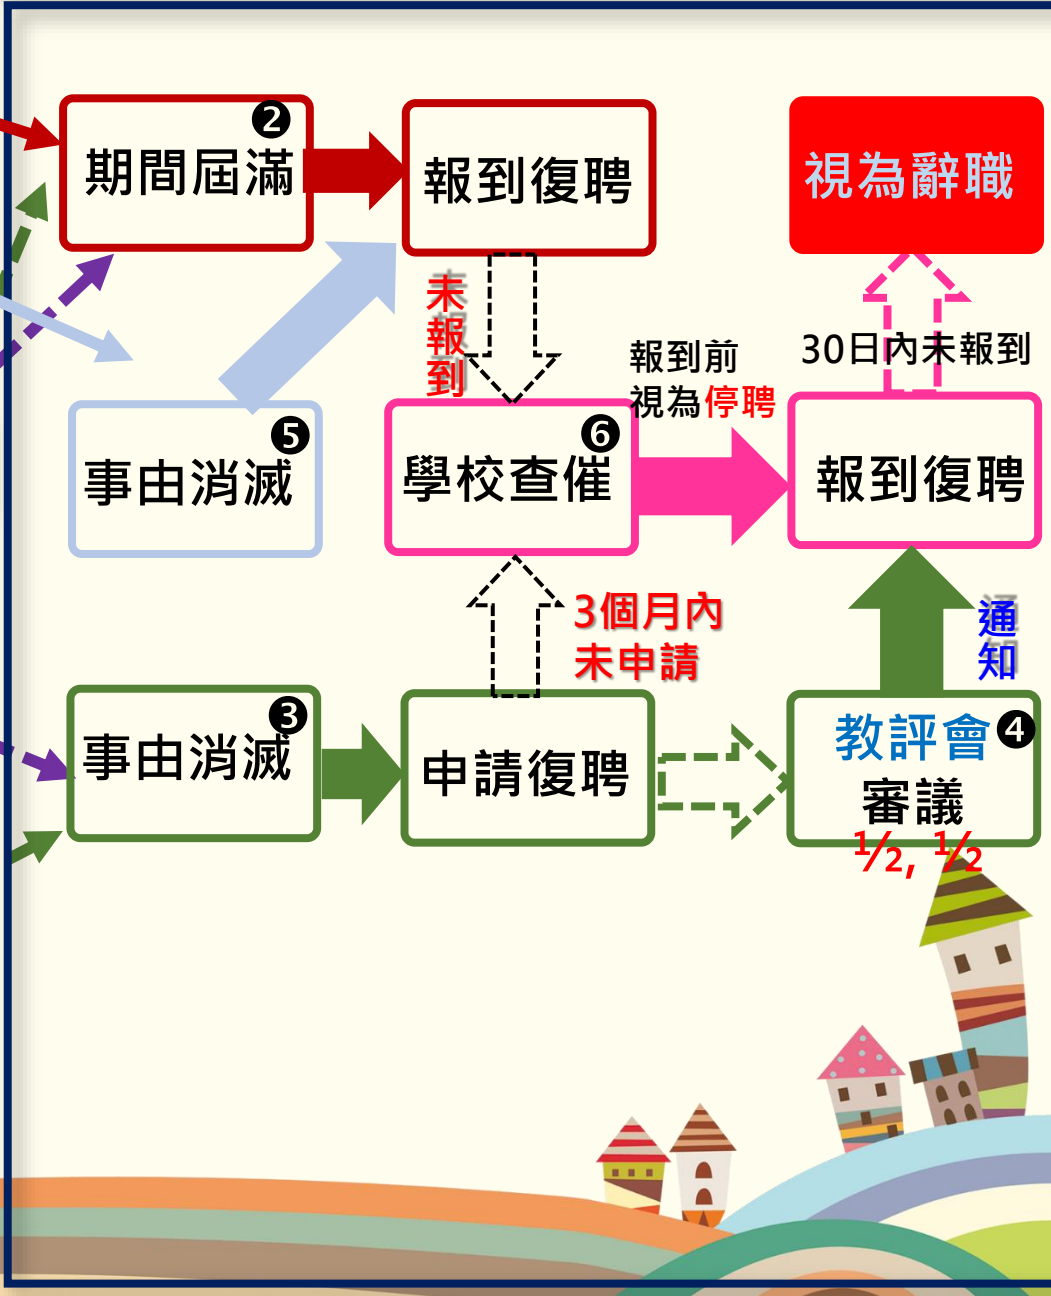 ❷
期間屆滿
報到復聘
視為辭職
未報到
報到前
視為停聘
30日內未報到
❺
事由消滅
❻
學校查催
報到復聘
3個月內
未申請
通知
❸
事由消滅
申請復聘
教評會❹
審議
½, ½